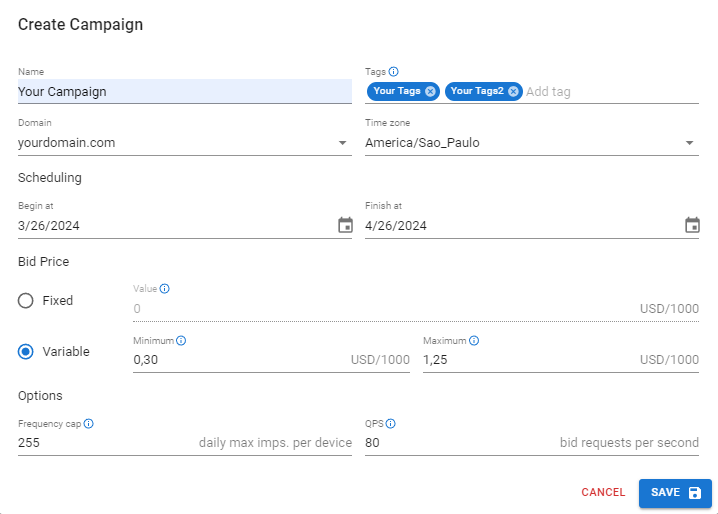 Create Campaign
Name
Your Campaign
Tags
Your Tags Your Tags2 Add tag
Domain
yourdomain.com
Time zone
America/Sao_Paulo
Scheduling
Begin at
3/26/2024
Finish at
4/26/2024
Bid Price
Fixed
Value
0 USD/1000
Variable
Minimum
0,30 USD/1000
Maximum
1,25 USD/1000
Options
Frequency cap
255 daily max imps. per device
QPS
80 bid requests per second
CANCEL SAVE